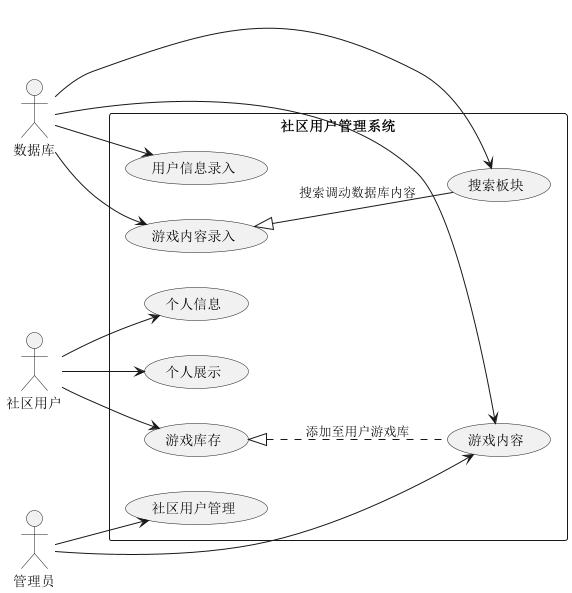 社区用户管理系统
数据库
用户信息录入
搜索板块
搜索调动数据库内容
游戏内容录入
个人信息
个人展示
社区用户
添加至用户游戏库
游戏库存
游戏内容
社区用户管理
管理员